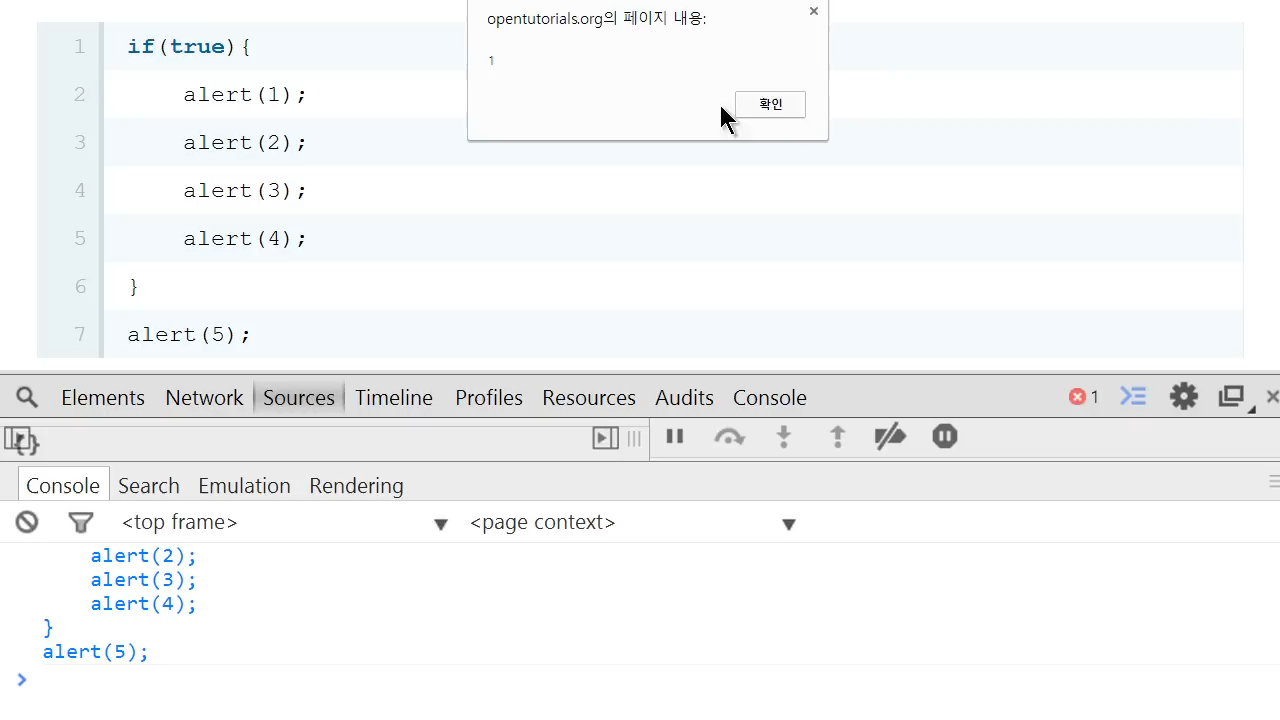 opentutorials.org의 페이지 내용:
1
확인
1 if(true){
2 alert(1);
3 alert(2);
4 alert(3);
5 alert(4);
6 }
7 alert(5);
Elements Network Sources Timeline Profiles Resources Audits Console 1
Console Search Emulation Rendering
<top frame> <page context>
alert(2);
alert(3);
alert(4);
}
alert(5);
>